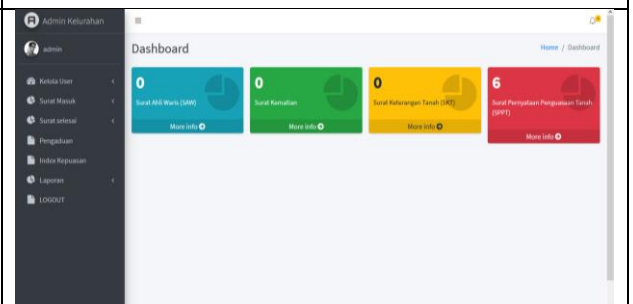 Admin Kelurahan
admin
Kelola User
Surat Masuk
Surat selesai
Pengaduan
Index Kepuasan
Laporan
LOGOUT
Dashboard
Home / Dashboard
0
Surat Ahli Waris (SAW)
More info
0
Surat Kematian
More info
0
Surat Keterangan Tanah (SKT)
More info
6
Surat Pernyataan Penguasaan Tanah
(SPPT)
More info